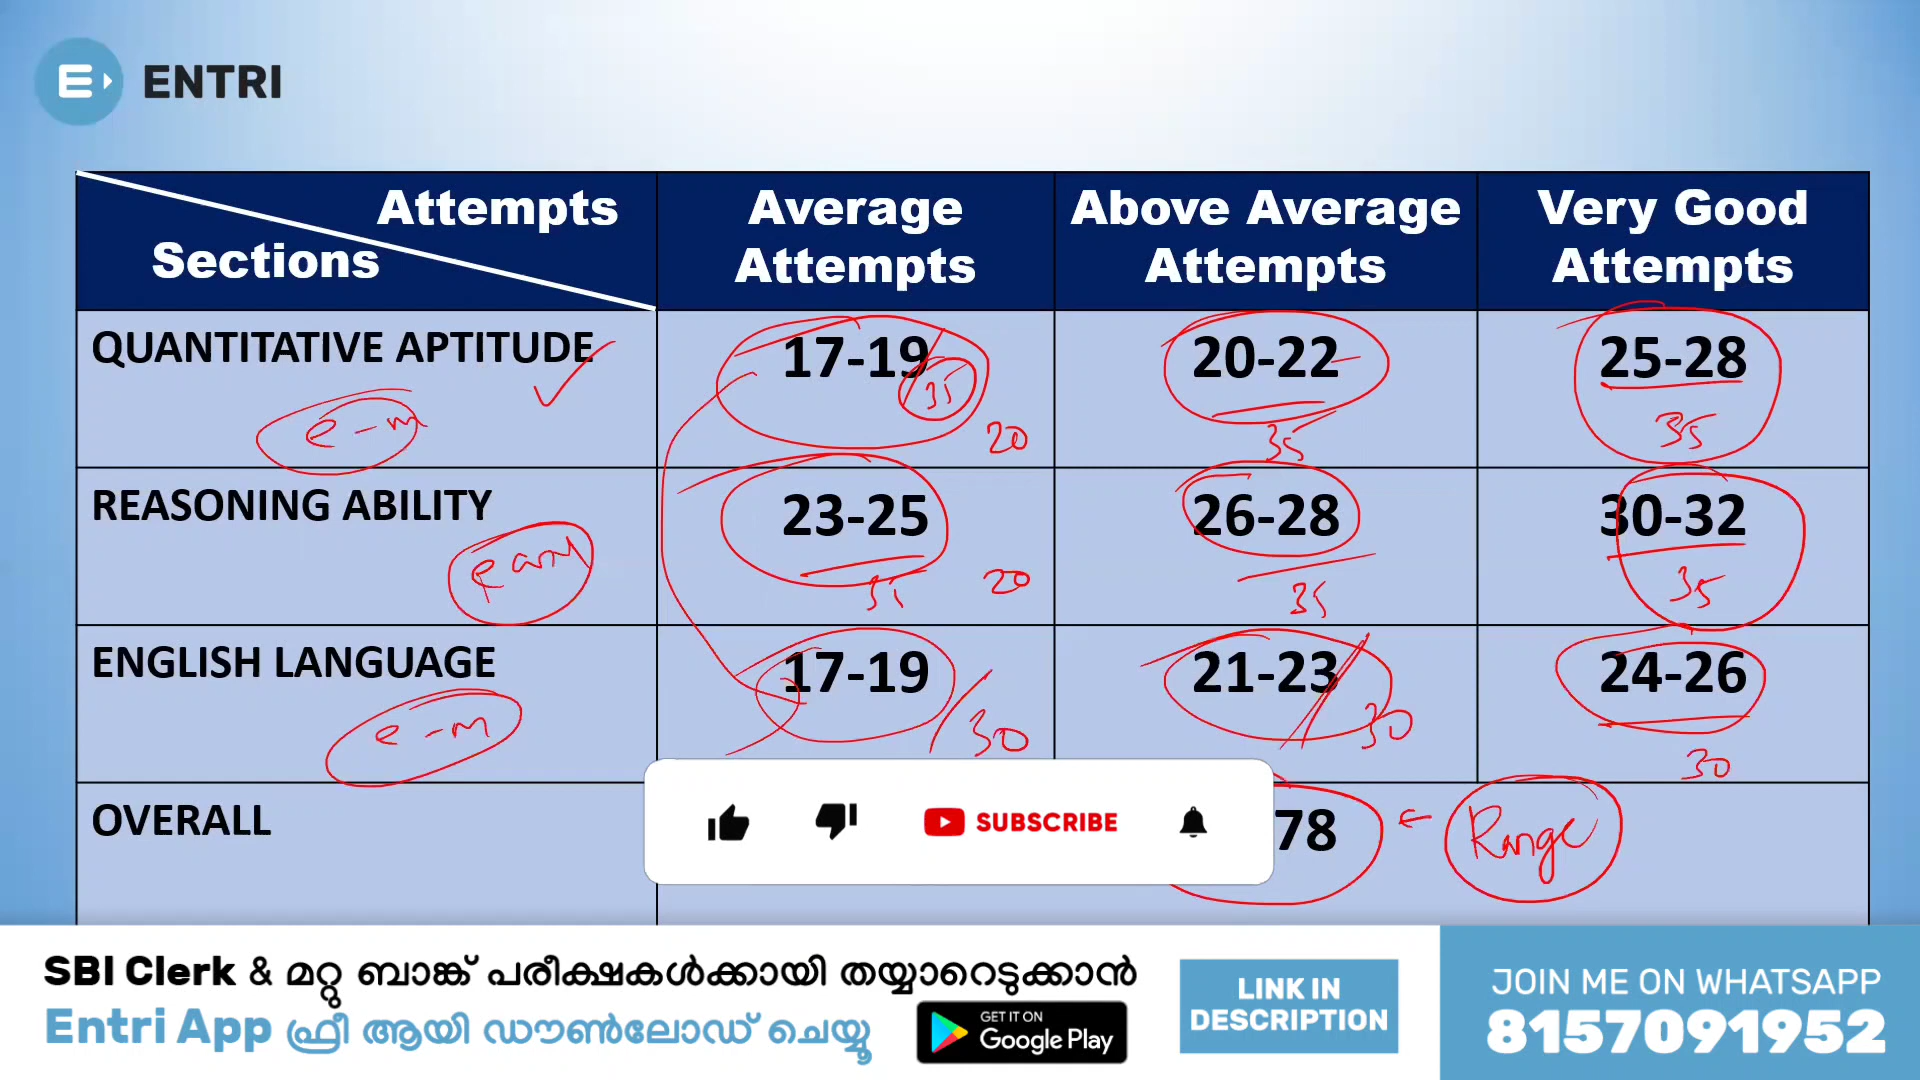 ENTRI
Attempts
Sections
Average
Attempts
Above Average
Attempts
Very Good
Attempts
QUANTITATIVE APTITUDE
17-19
20-22
25-28
e-m
35
20
35
35
REASONING ABILITY
23-25
26-28
30-32
easy
35
20
35
35
ENGLISH LANGUAGE
17-19
21-23
24-26
e-m
30
30
30
OVERALL
78
Range
SUBSCRIBE
SBI Clerk & മറ്റു ബാങ്ക് പരീക്ഷകൾക്കായി തയ്യാറെടുക്കാൻ
Entri App ഫ്രീ ആയി ഡൗൺലോഡ് ചെയ്യൂ
GET IT ON
Google Play
LINK IN
DESCRIPTION
JOIN ME ON WHATSAPP
8157091952